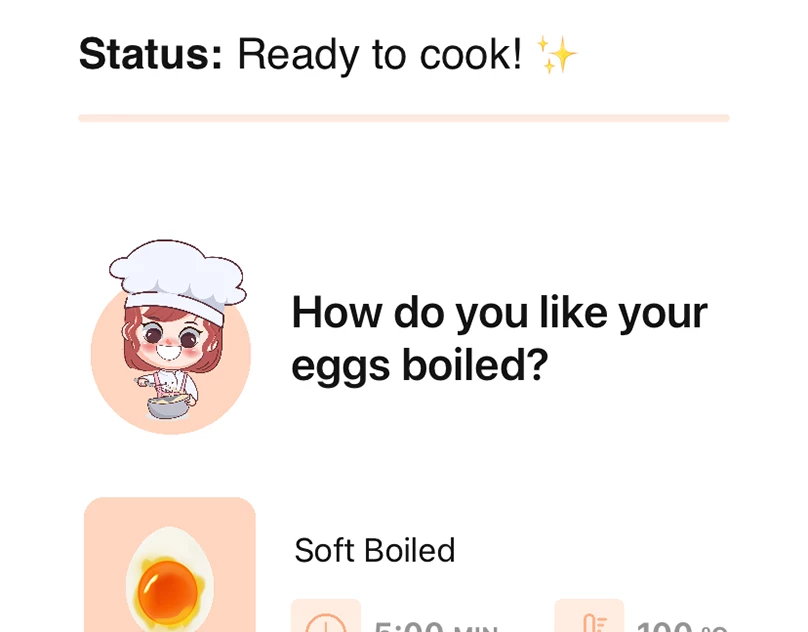 Status: Ready to cook! ✨
How do you like your
eggs boiled?
Soft Boiled
5:00 MIN 100 °C